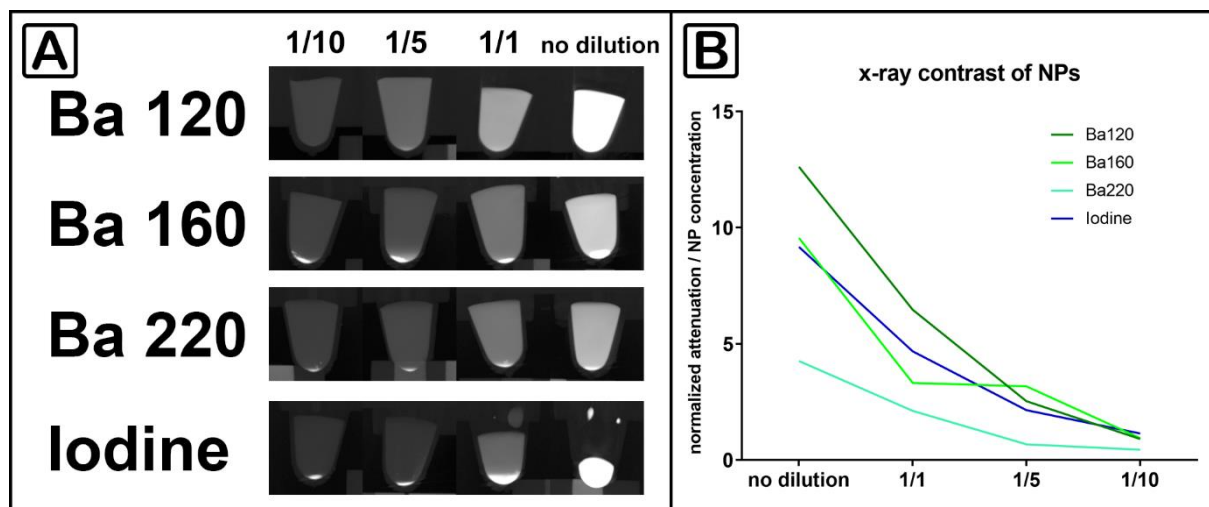 A
1/10 1/5 1/1 no dilution
Ba 120
Ba 160
Ba 220
Iodine
B
x-ray contrast of NPs
normalized attenuation / NP concentration
15
10
5
0
Ba120
Ba160
Ba220
Iodine
no dilution 1/1 1/5 1/10